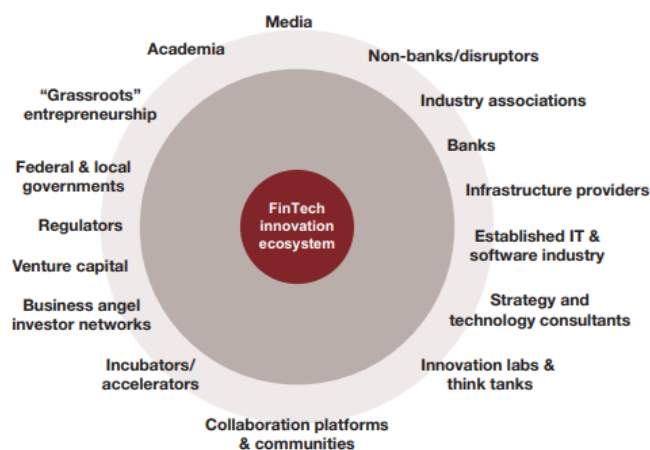 Media
Academia
Non-banks/disruptors
“Grassroots”
entrepreneurship
Industry associations
Banks
Federal & local
governments
Infrastructure providers
FinTech
innovation
ecosystem
Regulators
Established IT &
software industry
Venture capital
Business angel
investor networks
Strategy and
technology consultants
Incubators/
accelerators
Innovation labs &
think tanks
Collaboration platforms
& communities